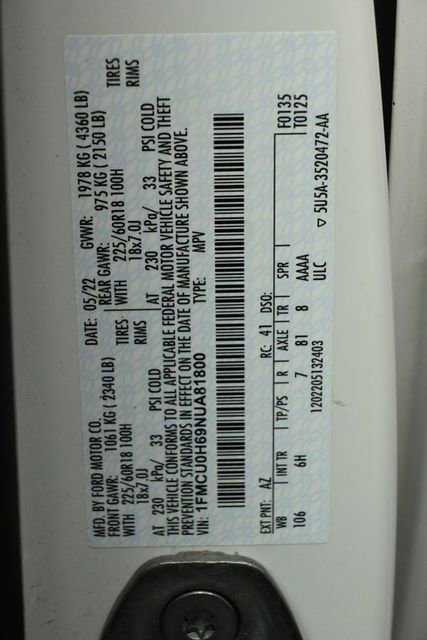 MFD. BY FORD MOTOR CO. DATE: 05/22 GVWR: 1978 KG ( 4360 LB)
FRONT GAWR: 1061 KG ( 2340 LB) REAR GAWR: 975 KG ( 2150 LB)
WITH 225/60R18 100H TIRES WITH 225/60R18 100H TIRES
18x7.0J RIMS 18x7.0J RIMS
AT 230 kPa/ 33 PSI COLD AT 230 kPa/ 33 PSI COLD
THIS VEHICLE CONFORMS TO ALL APPLICABLE FEDERAL MOTOR VEHICLE SAFETY AND THEFT
PREVENTION STANDARDS IN EFFECT ON THE DATE OF MANUFACTURE SHOWN ABOVE.
VIN: 1FMCU0H69NUA81800 TYPE: MPV
F0135
T0125
EXT PNT: AZ RC: 41 DSO:
WB INT TR TP/PS R AXLE TR SPR
106 6H 7 81 8 AAAA
1202205132403 ULC ▽ 5U5A-3520472-AA